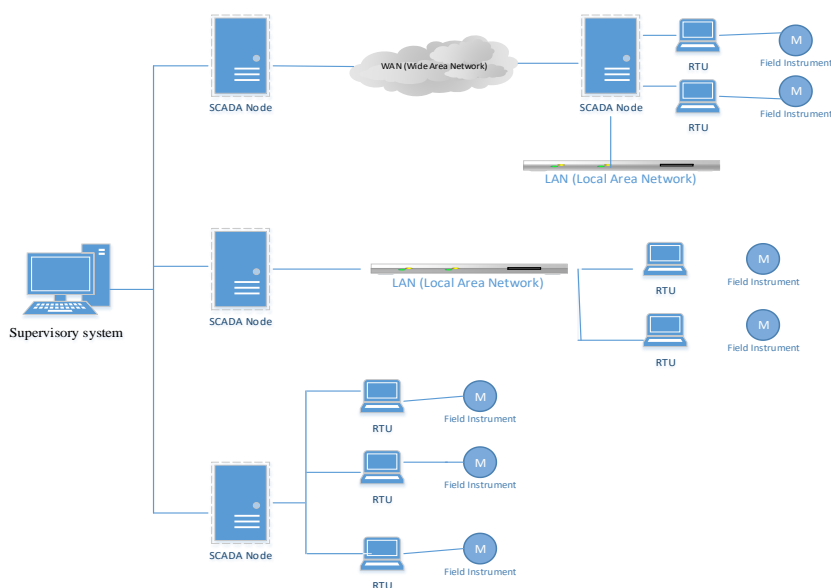 M
WAN (Wide Area Network)
M
RTU
Field Instrument
SCADA Node
SCADA Node
RTU
Field Instrument
LAN (Local Area Network)
M
LAN (Local Area Network)
RTU
Field Instrument
SCADA Node
M
Supervisory system
RTU
Field Instrument
M
RTU
Field Instrument
M
RTU
Field Instrument
SCADA Node
M
RTU
Field Instrument